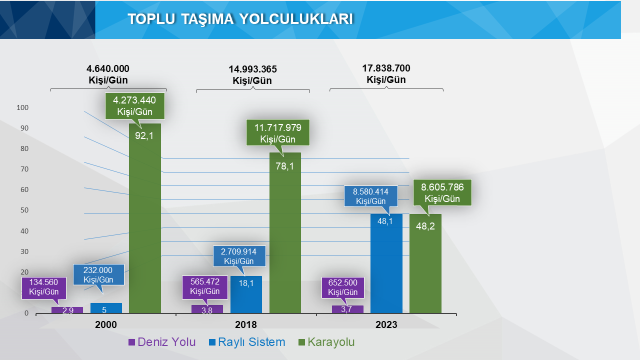 TOPLU TAŞIMA YOLCULUKLARI
4.640.000
Kişi/Gün
14.993.365
Kişi/Gün
17.838.700
Kişi/Gün
100
90
80
70
60
50
40
30
20
10
0
134.560
Kişi/Gün
2,9
232.000
Kişi/Gün
5
4.273.440
Kişi/Gün
92,1
565.472
Kişi/Gün
3,8
2.709.914
Kişi/Gün
18,1
11.717.979
Kişi/Gün
78,1
652.500
Kişi/Gün
3,7
8.580.414
Kişi/Gün
48,1
8.605.786
Kişi/Gün
48,2
2000
2018
2023
Deniz Yolu
Raylı Sistem
Karayolu